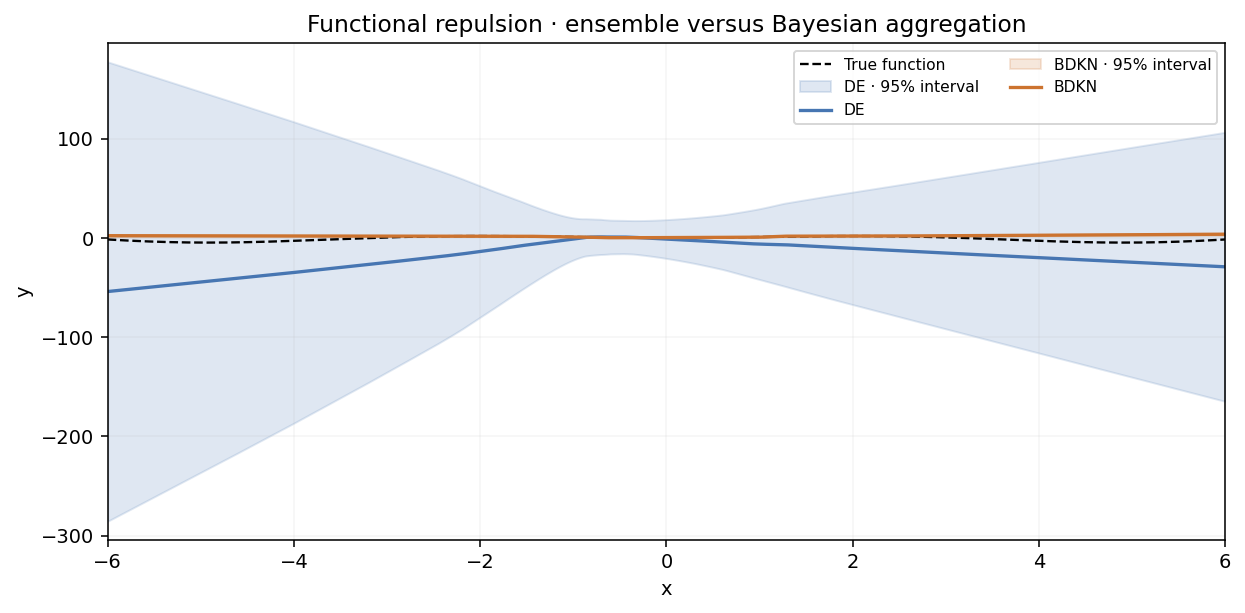 Functional repulsion · ensemble versus Bayesian aggregation
True function
DE · 95% interval
DE
BDKN · 95% interval
BDKN
y
100
0
−100
−200
−300
−6
−4
−2
0
2
4
6
x